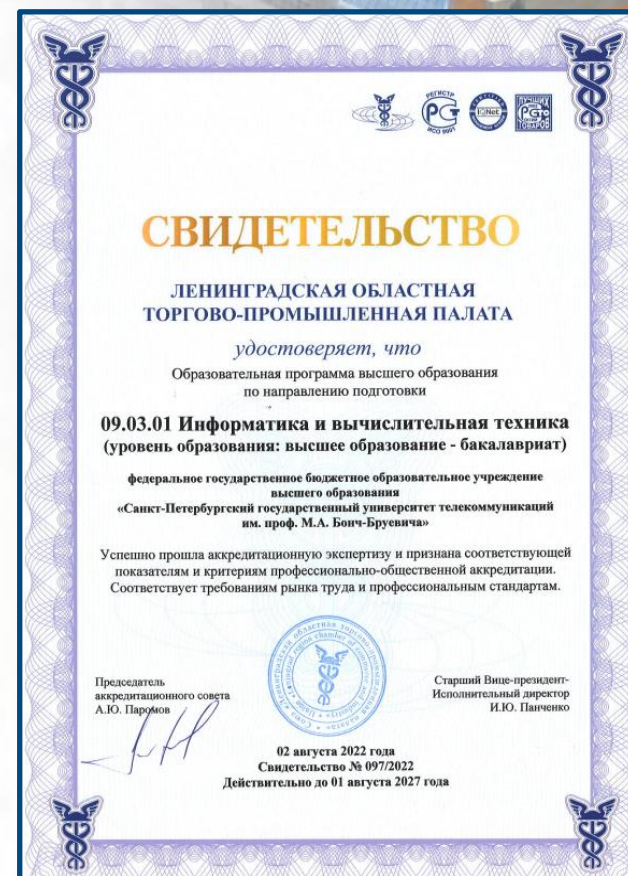 РЕГИСТР
ИСО 9001
IQNet
СВИДЕТЕЛЬСТВО
ЛЕНИНГРАДСКАЯ ОБЛАСТНАЯ
ТОРГОВО-ПРОМЫШЛЕННАЯ ПАЛАТА
удостоверяет, что
Образовательная программа высшего образования
по направлению подготовки
09.03.01 Информатика и вычислительная техника
(уровень образования: высшее образование - бакалавриат)
федеральное государственное бюджетное образовательное учреждение
высшего образования
«Санкт-Петербургский государственный университет телекоммуникаций
им. проф. М.А. Бонч-Бруевича»
Успешно прошла аккредитационную экспертизу и признана соответствующей
показателям и критериям профессионально-общественной аккредитации.
Соответствует требованиям рынка труда и профессиональным стандартам.
Председатель
аккредитационного совета
А.Ю. Паромов
Старший Вице-президент-
Исполнительный директор
И.Ю. Панченко
02 августа 2022 года
Свидетельство № 097/2022
Действительно до 01 августа 2027 года